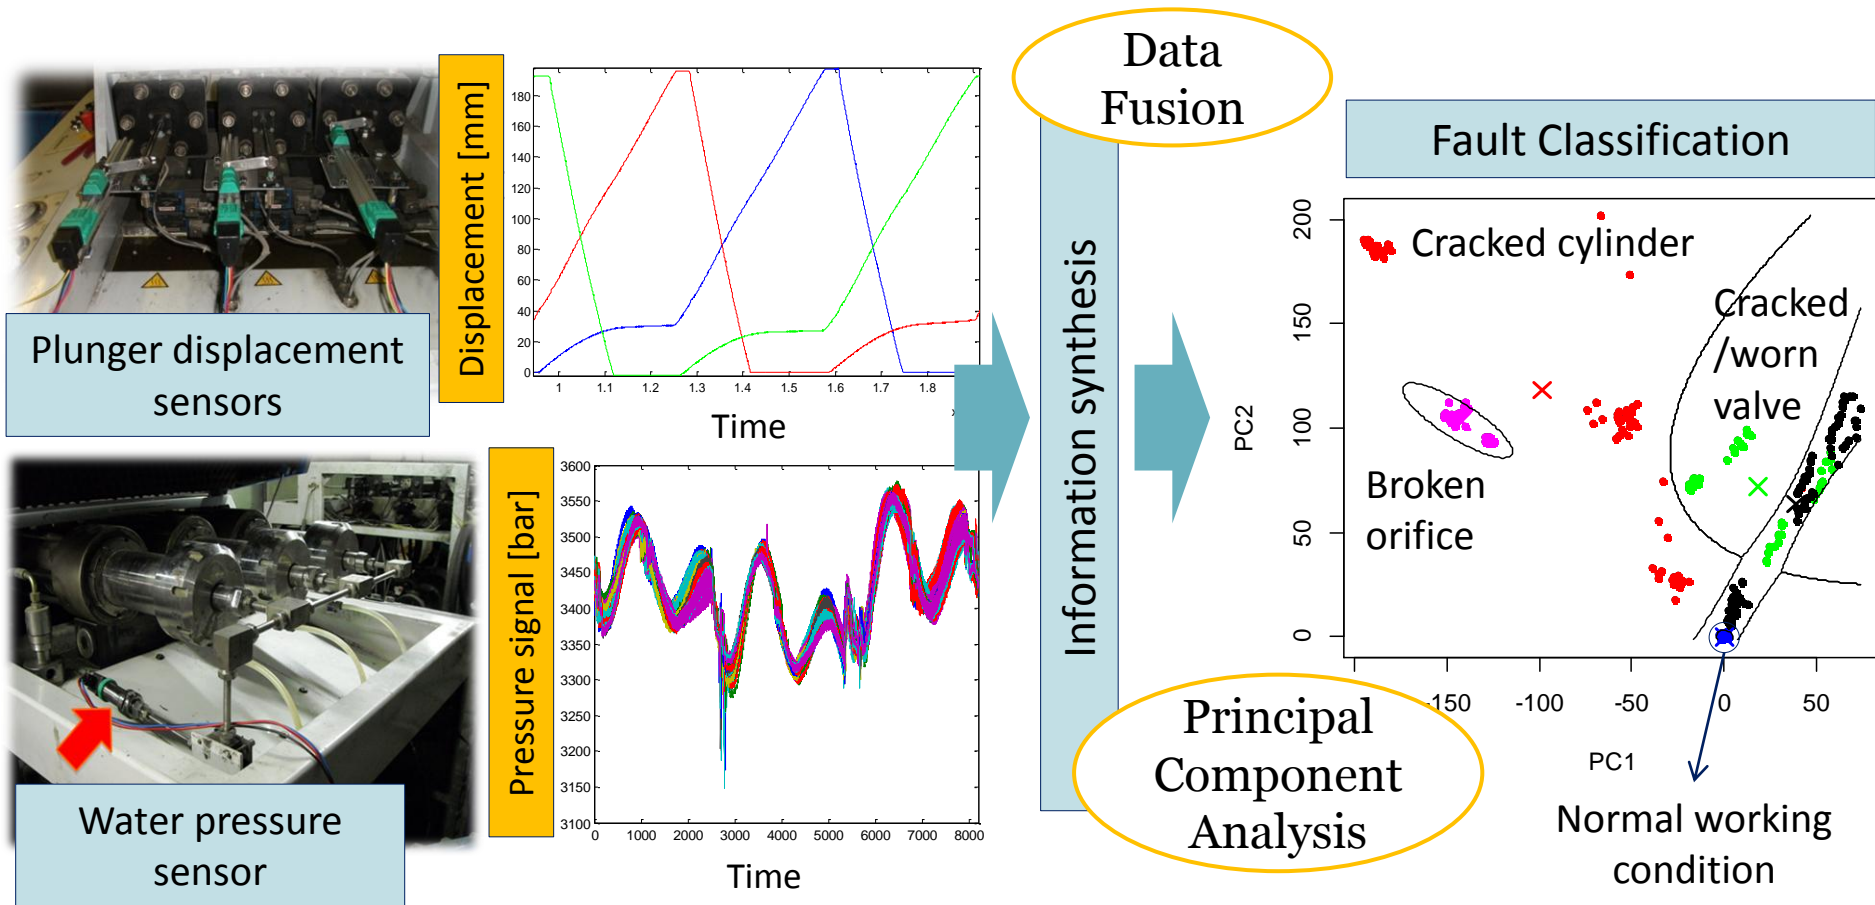 Plunger displacement
sensors
Displacement [mm]
180
160
140
120
100
80
60
40
20
0
1
1.1
1.2
1.3
1.4
1.5
1.6
1.7
1.8
Time
Water pressure
sensor
Pressure signal [bar]
3600
3550
3500
3450
3400
3350
3300
3250
3200
3150
3100
0
1000
2000
3000
4000
5000
6000
7000
8000
Time
Data
Fusion
Information synthesis
Principal
Component
Analysis
Fault Classification
PC2
200
150
100
50
0
Cracked cylinder
Cracked
/worn
valve
Broken
orifice
-150
-100
-50
0
50
PC1
Normal working
condition